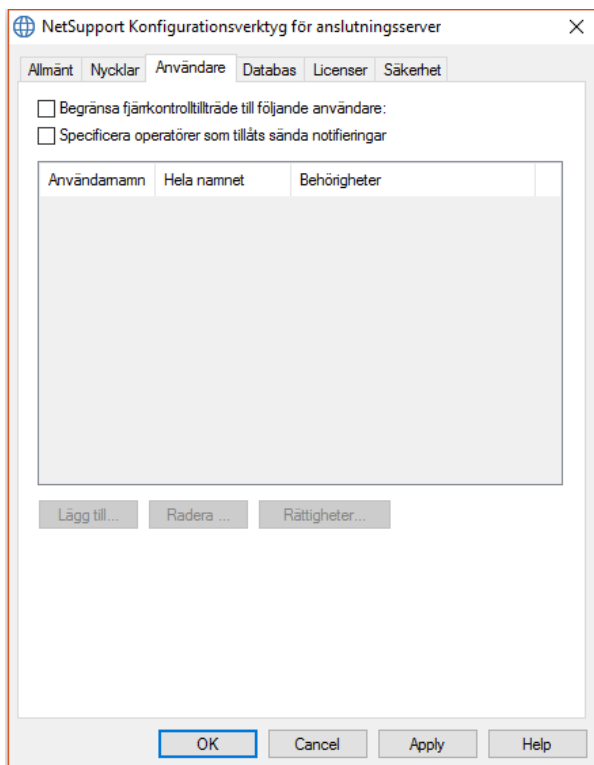 NetSupport Konfigurationsverktyg för anslutningsserver
Allmänt Nycklar Användare Databas Licenser Säkerhet
Begränsa fjärrkontrolltillträde till följande användare:
Specificera operatörer som tillåts sända notifieringar
Användarnamn Hela namnet Behörigheter
Lägg till... Radera ... Rättigheter...
OK Cancel Apply Help